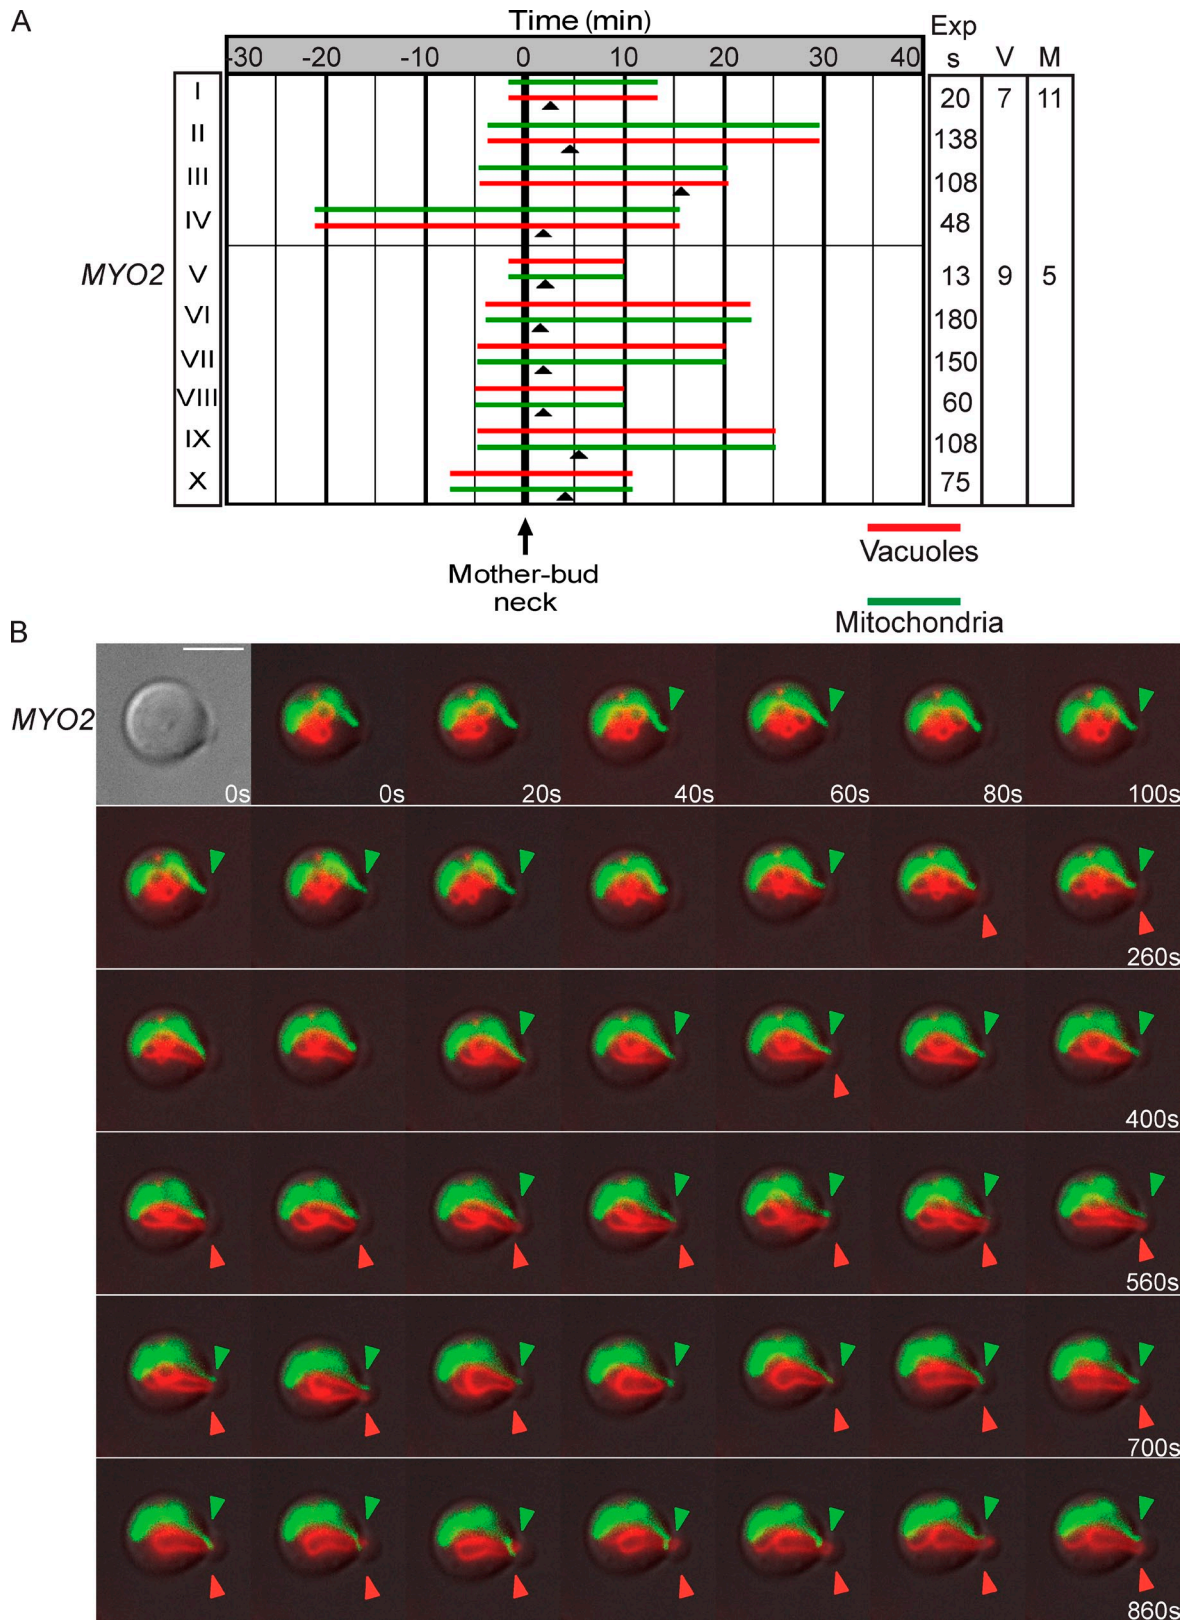 A
Time (min)
-30 -20 -10 0 10 20 30 40
Exp
s V M
I 20 7 11
II 138
III 108
IV 48
MYO2 V 13 9 5
VI 180
VII 150
VIII 60
IX 108
X 75
Mother-bud
neck
Vacuoles
Mitochondria
B
MYO2
0s 0s 20s 40s 60s 80s 100s
260s
400s
560s
700s
860s